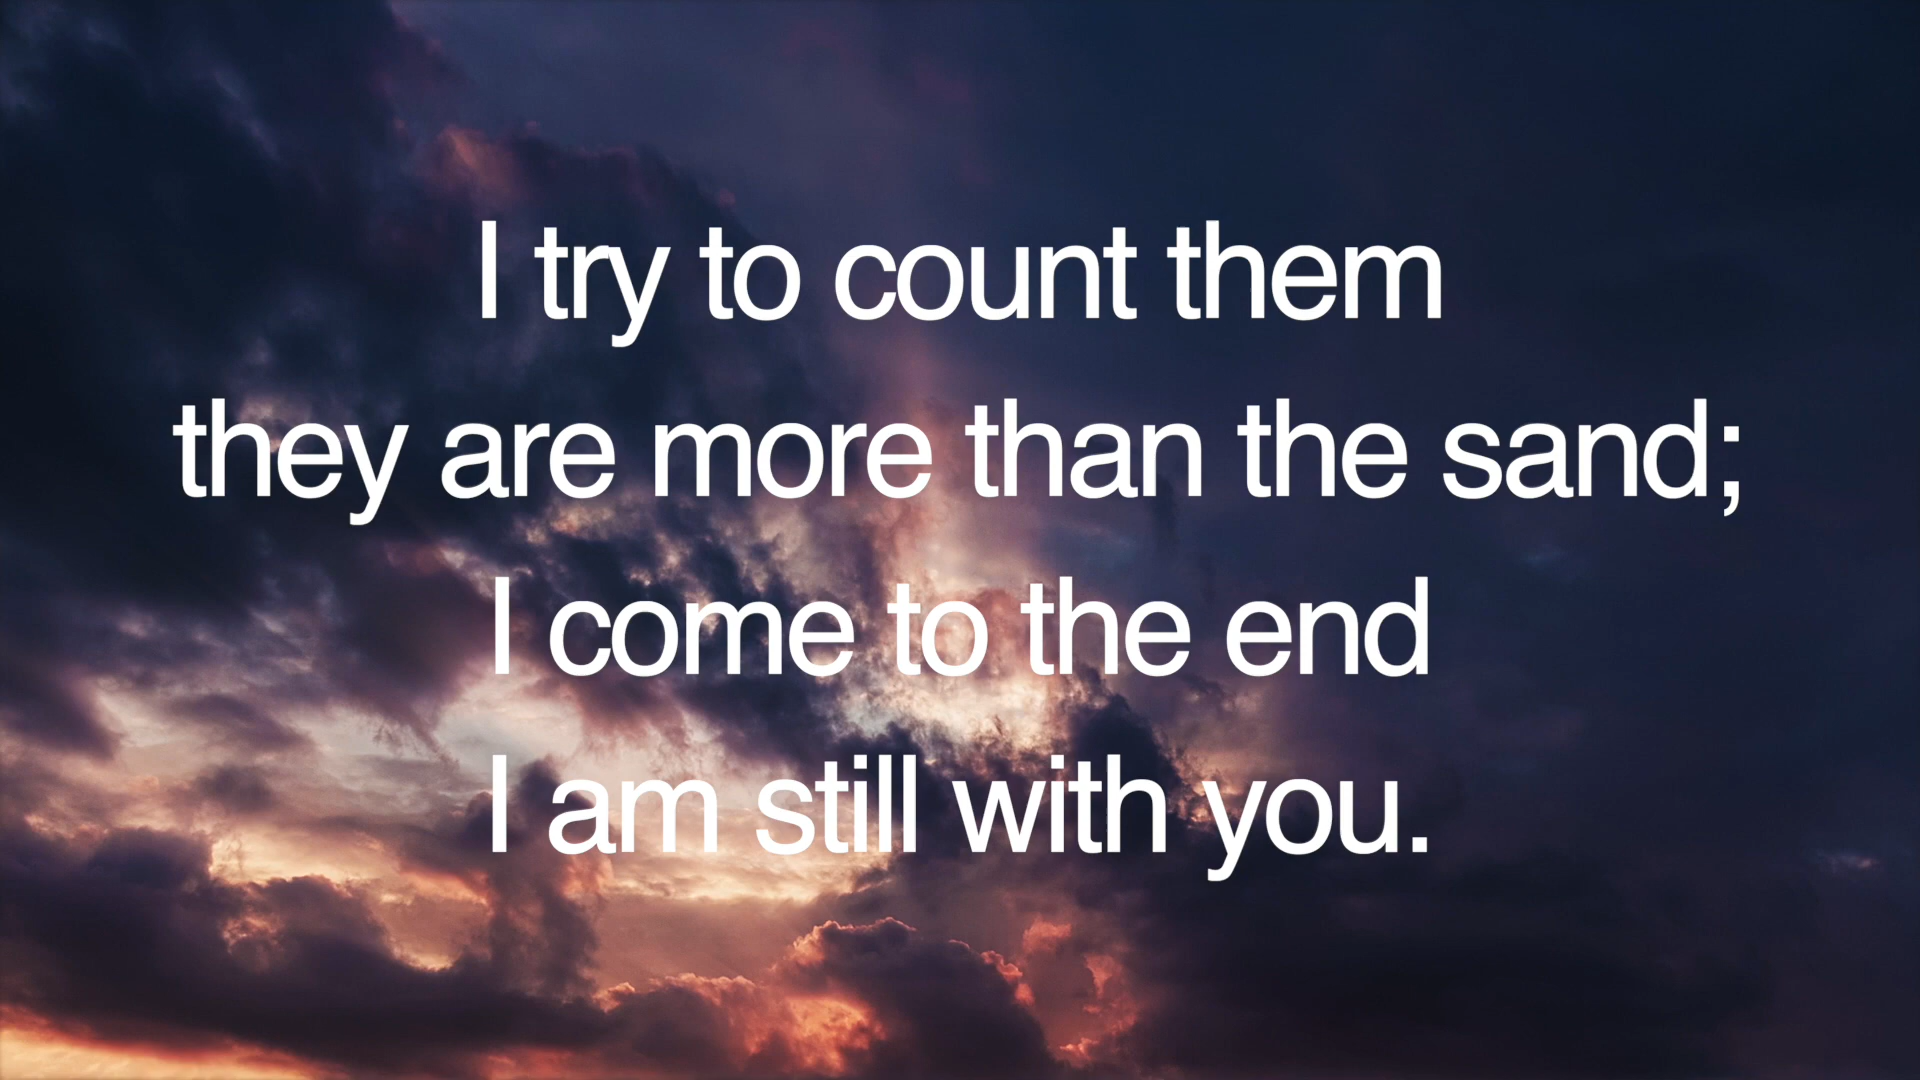 I try to count them
they are more than the sand;
I come to the end
I am still with you.